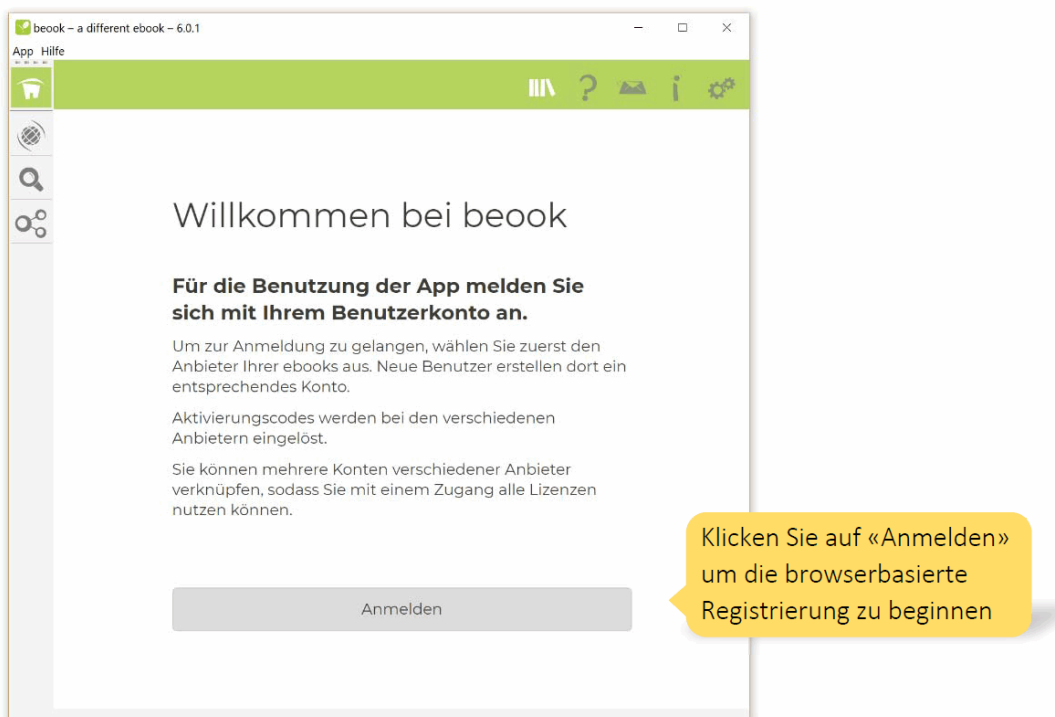 beook – a different ebook – 6.0.1
App Hilfe
Willkommen bei beook
Für die Benutzung der App melden Sie
sich mit Ihrem Benutzerkonto an.
Um zur Anmeldung zu gelangen, wählen Sie zuerst den
Anbieter Ihrer ebooks aus. Neue Benutzer erstellen dort ein
entsprechendes Konto.
Aktivierungscodes werden bei den verschiedenen
Anbietern eingelöst.
Sie können mehrere Konten verschiedener Anbieter
verknüpfen, sodass Sie mit einem Zugang alle Lizenzen
nutzen können.
Anmelden
Klicken Sie auf «Anmelden»
um die browserbasierte
Registrierung zu beginnen